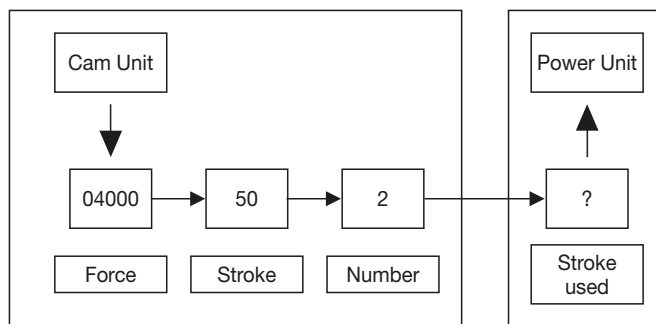 Cam Unit
Power Unit
04000
50
2
?
Force
Stroke
Number
Stroke
used